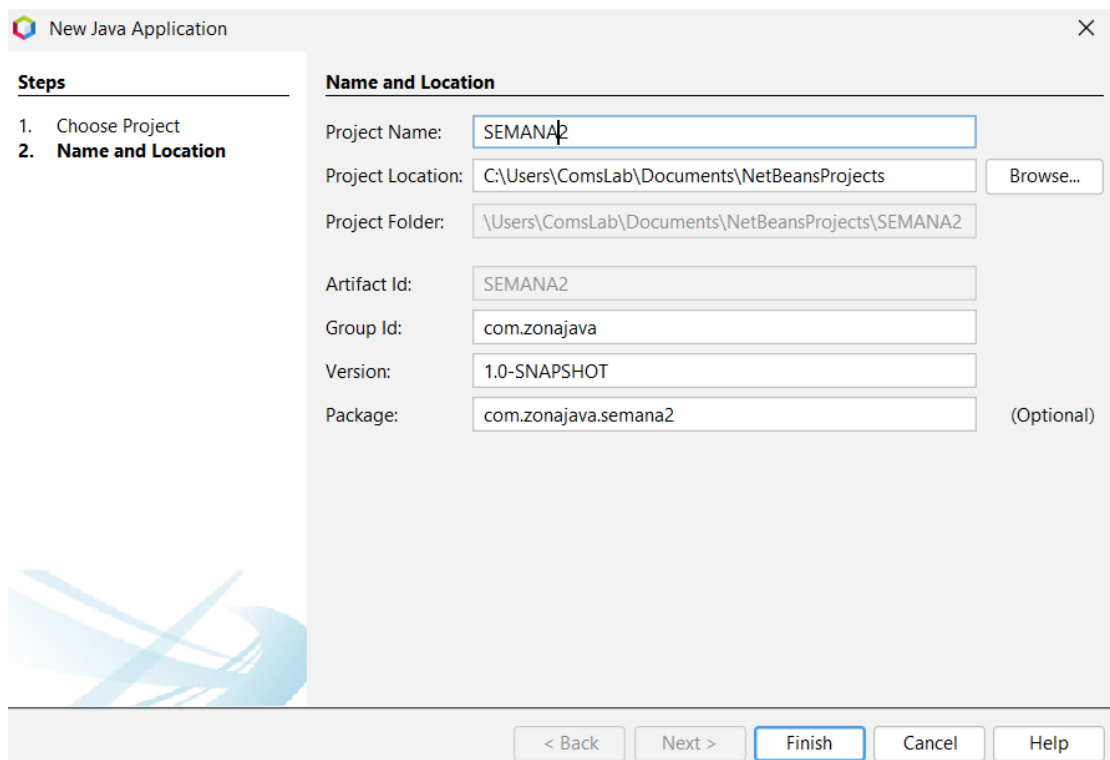 New Java Application
Steps
1. Choose Project
2. Name and Location
Name and Location
Project Name: SEMANA2
Project Location: C:\Users\ComsLab\Documents\NetBeansProjects Browse...
Project Folder: \Users\ComsLab\Documents\NetBeansProjects\SEMANA2
Artifact Id: SEMANA2
Group Id: com.zonajava
Version: 1.0-SNAPSHOT
Package: com.zonajava.semana2 (Optional)
< Back Next > Finish Cancel Help